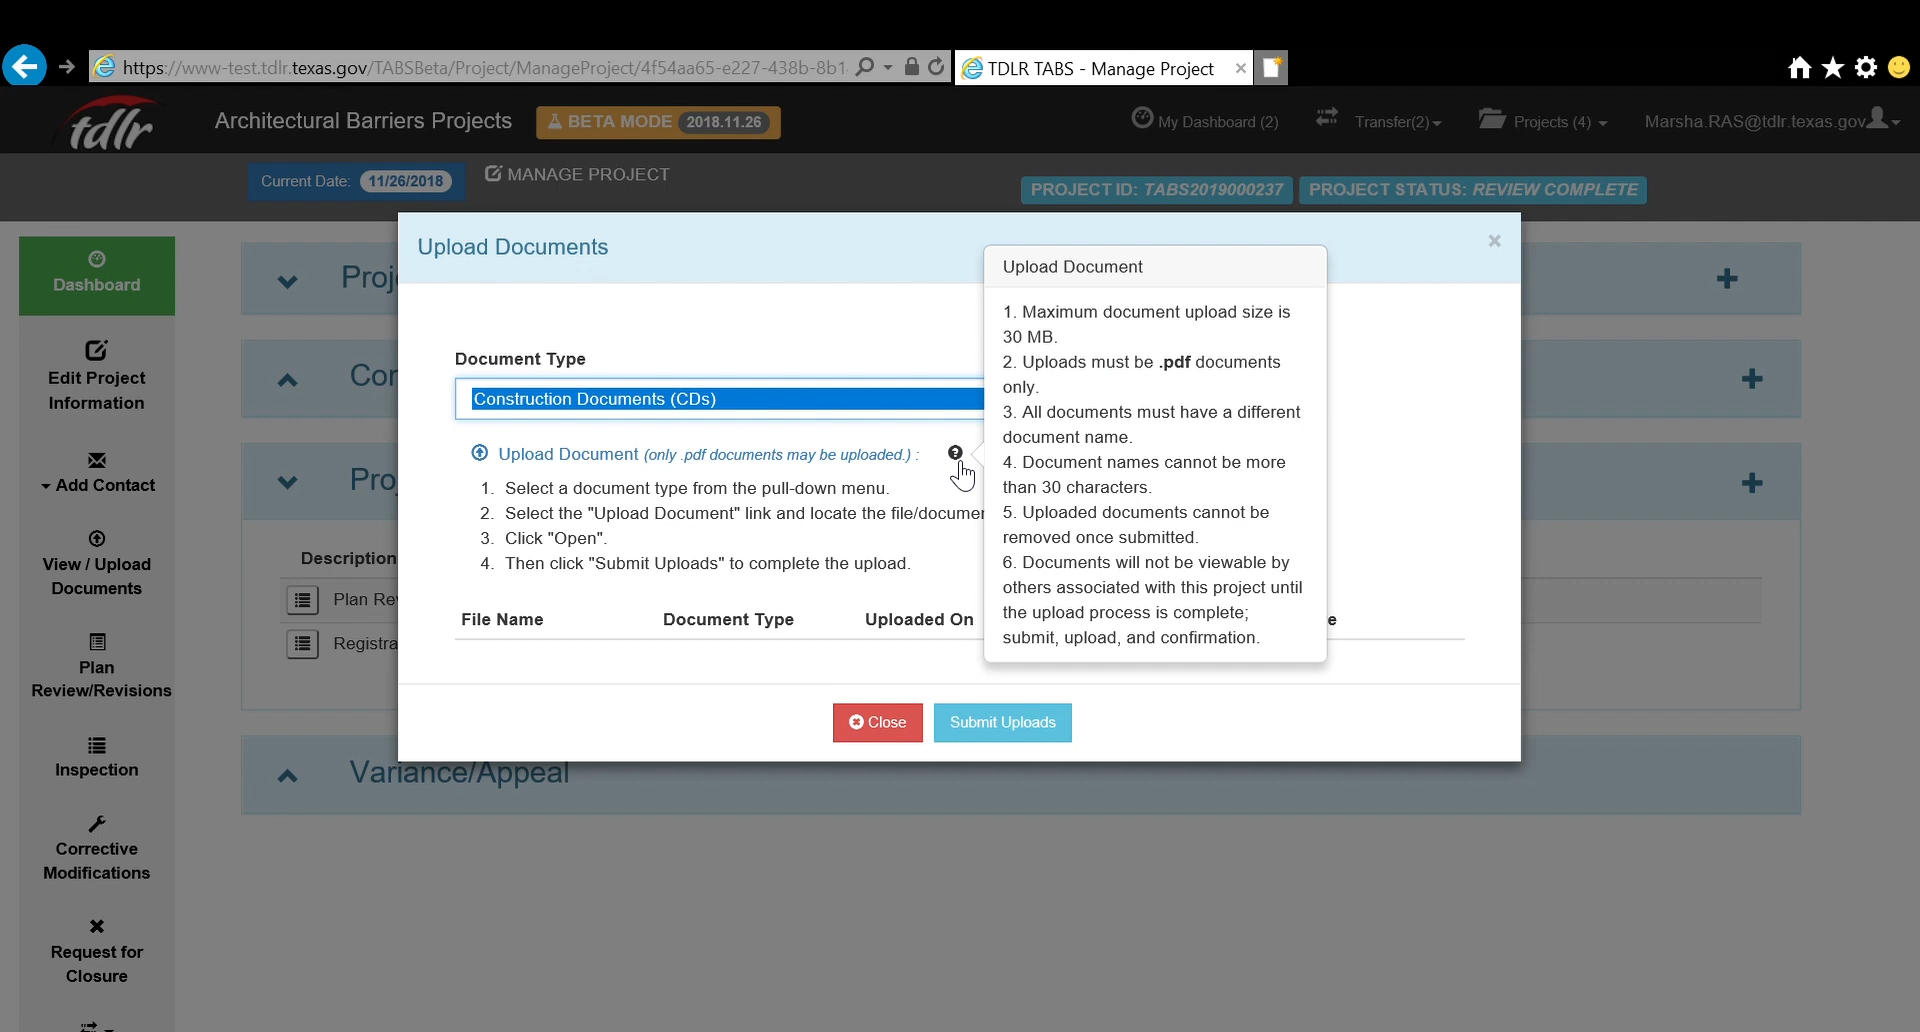 https://www-test.tdlr.texas.gov/TABSBeta/Project/ManageProject/4f54aa65-e227-438b-8b1
TDLR TABS - Manage Project
tdlr
Architectural Barriers Projects
BETA MODE 2018.11.26
My Dashboard (2)
Transfer(2)
Projects (4)
Marsha.RAS@tdlr.texas.gov
Current Date: 11/26/2018
MANAGE PROJECT
PROJECT ID: TABS2019000237
PROJECT STATUS: REVIEW COMPLETE
Dashboard
Edit Project
Information
Add Contact
View / Upload
Documents
Plan
Review/Revisions
Inspection
Corrective
Modifications
Request for
Closure
Proj
Con
Proj
Description
Plan Re
Registra
Variance/Appeal
Upload Documents
×
Document Type
Construction Documents (CDs)
Upload Document (only .pdf documents may be uploaded.) :
1. Select a document type from the pull-down menu.
2. Select the "Upload Document" link and locate the file/documen
3. Click "Open".
4. Then click "Submit Uploads" to complete the upload.
File Name
Document Type
Uploaded On
e
Close
Submit Uploads
Upload Document
1. Maximum document upload size is
30 MB.
2. Uploads must be .pdf documents
only.
3. All documents must have a different
document name.
4. Document names cannot be more
than 30 characters.
5. Uploaded documents cannot be
removed once submitted.
6. Documents will not be viewable by
others associated with this project until
the upload process is complete;
submit, upload, and confirmation.